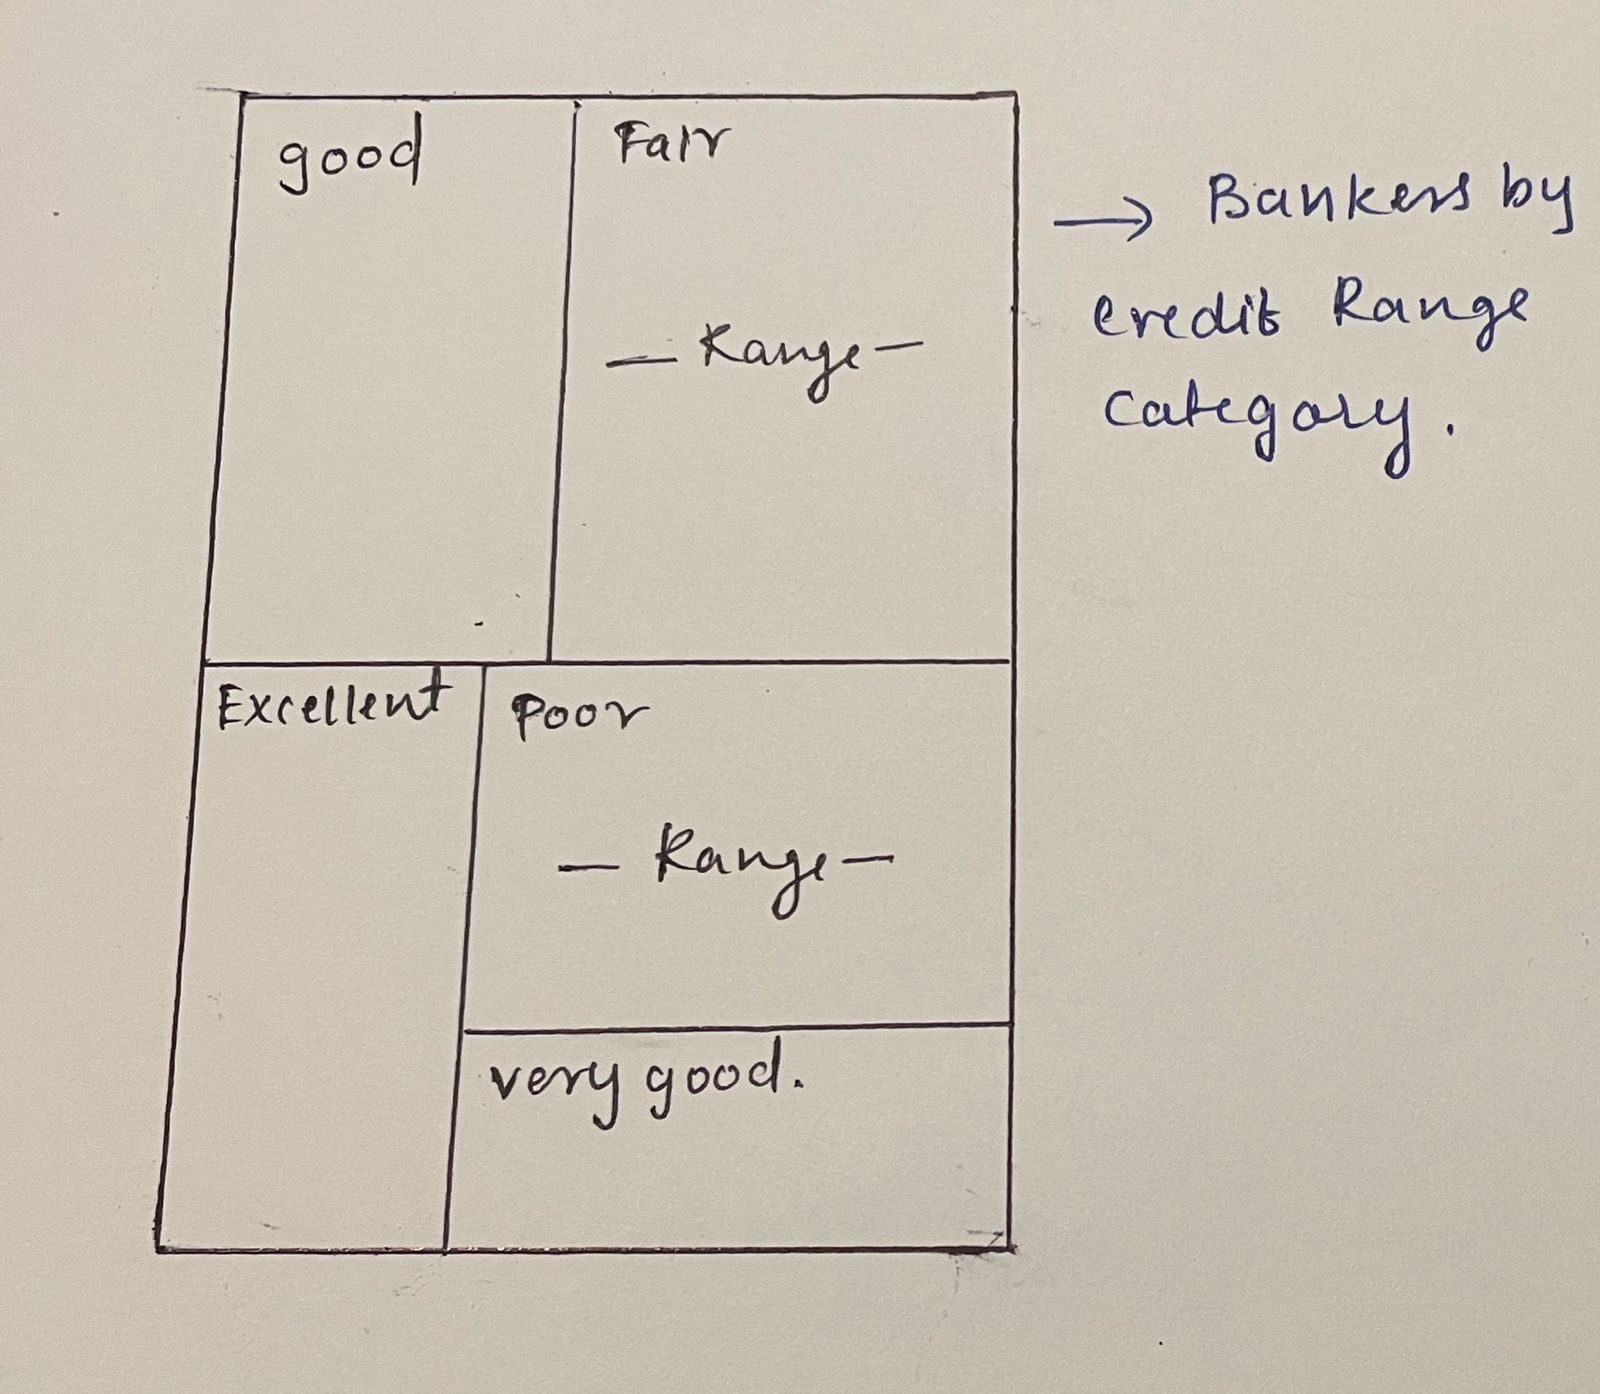 good
Fair
— Range —
→ Bankers by
credit Range
Category.
Excellent
Poor
— Range —
very good.